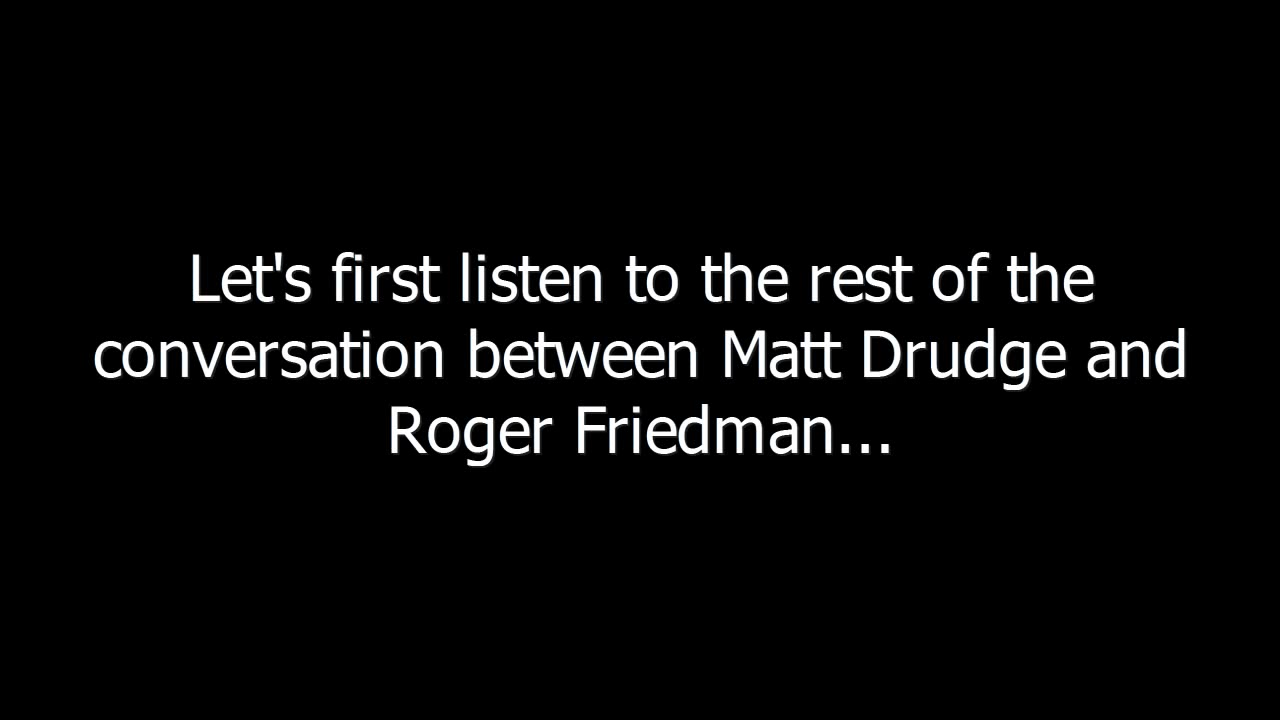 Let's first listen to the rest of the
conversation between Matt Drudge and
Roger Friedman...